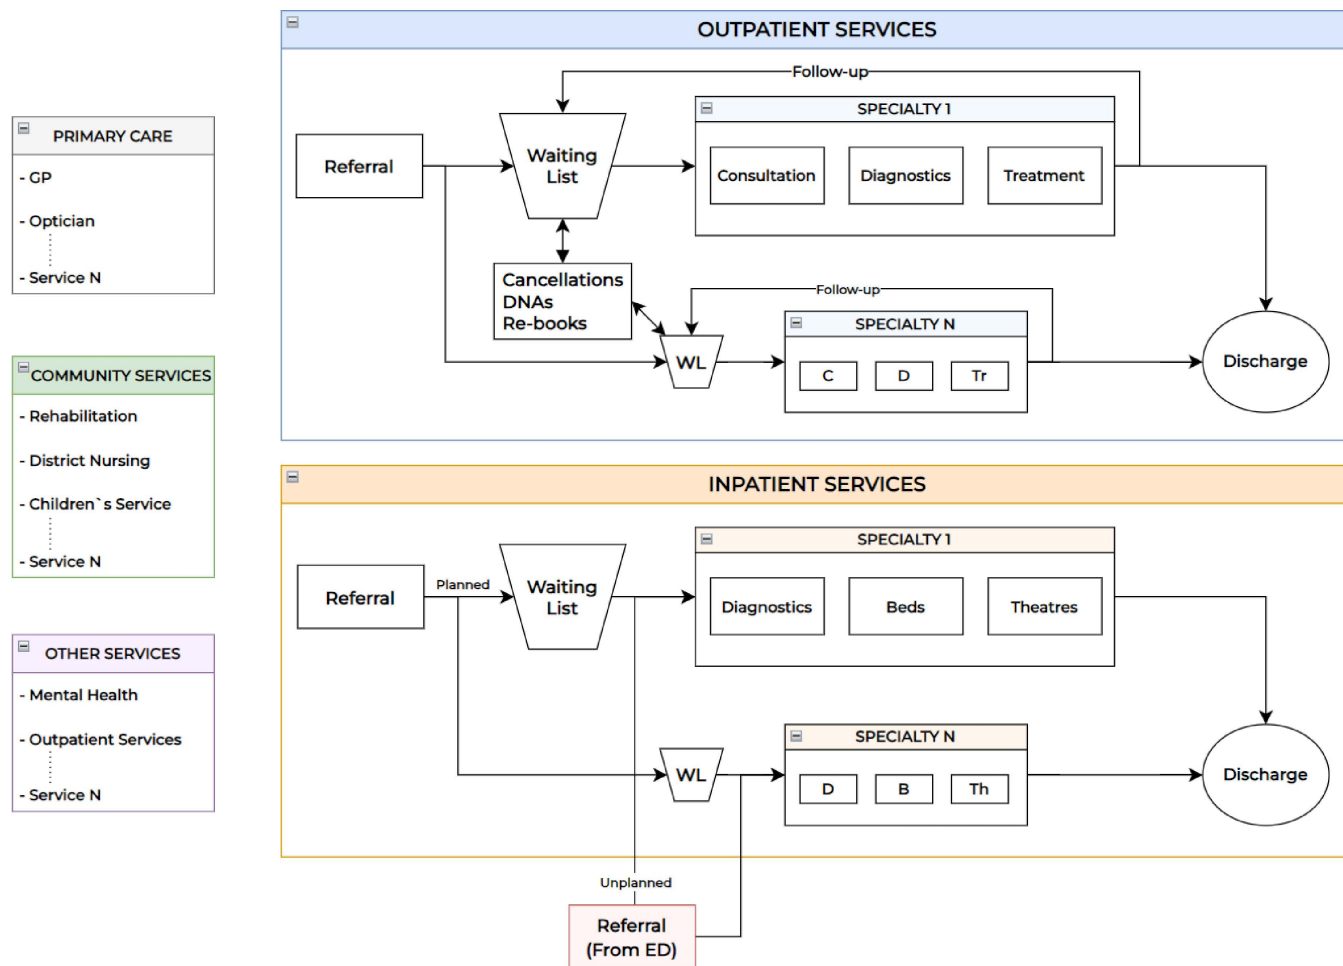 PRIMARY CARE
- GP
- Optician
- Service N
COMMUNITY SERVICES
- Rehabilitation
- District Nursing
- Children`s Service
- Service N
OTHER SERVICES
- Mental Health
- Outpatient Services
- Service N
OUTPATIENT SERVICES
Follow-up
Referral
Waiting
List
SPECIALTY 1
Consultation
Diagnostics
Treatment
Cancellations
DNAs
Re-books
Follow-up
WL
SPECIALTY N
C
D
Tr
Discharge
INPATIENT SERVICES
Referral
Planned
Waiting
List
SPECIALTY 1
Diagnostics
Beds
Theatres
WL
SPECIALTY N
D
B
Th
Discharge
Unplanned
Referral
(From ED)